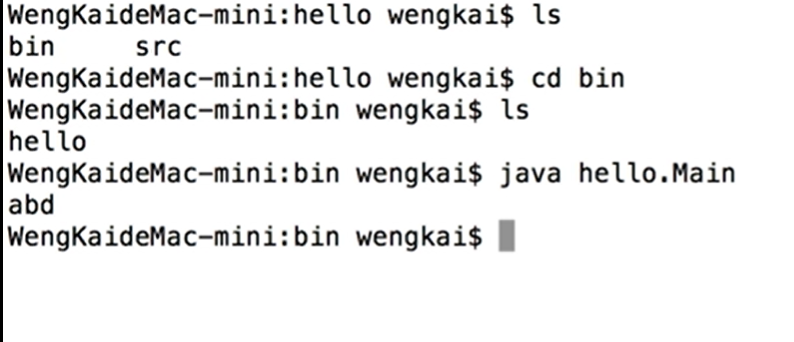 WengKaideMac-mini:hello wengkai$ ls
bin     src
WengKaideMac-mini:hello wengkai$ cd bin
WengKaideMac-mini:bin wengkai$ ls
hello
WengKaideMac-mini:bin wengkai$ java hello.Main
abd
WengKaideMac-mini:bin wengkai$